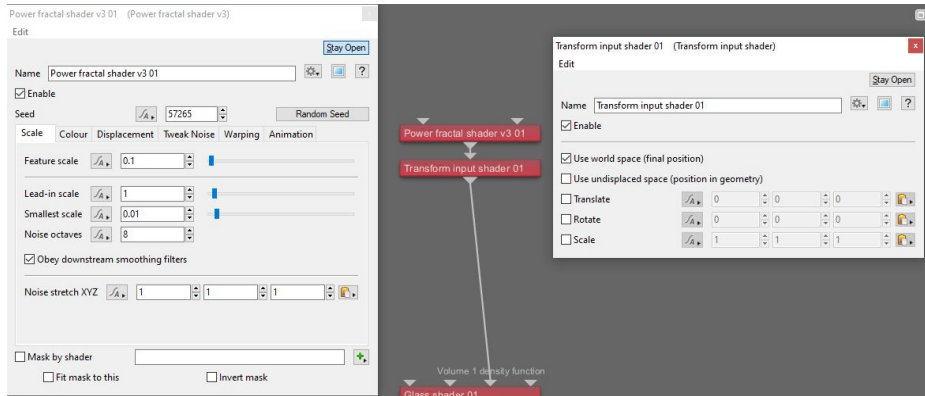 Power fractal shader v3 01 (Power fractal shader v3)
Edit
Stay Open
Name Power fractal shader v3 01 ?
Enable
Seed 57265 Random Seed
Scale Colour Displacement Tweak Noise Warping Animation
Feature scale 0.1
Lead-in scale 1
Smallest scale 0.01
Noise octaves 8
Obey downstream smoothing filters
Noise stretch XYZ 1 1 1
Mask by shader
Fit mask to this Invert mask
Power fractal shader v3 01
Transform input shader 01
Volume 1 density function
Glass shader 01
Transform input shader 01 (Transform input shader) x
Edit
Stay Open
Name Transform input shader 01 ?
Enable
Use world space (final position)
Use undisplaced space (position in geometry)
Translate 0 0 0
Rotate 0 0 0
Scale 1 1 1